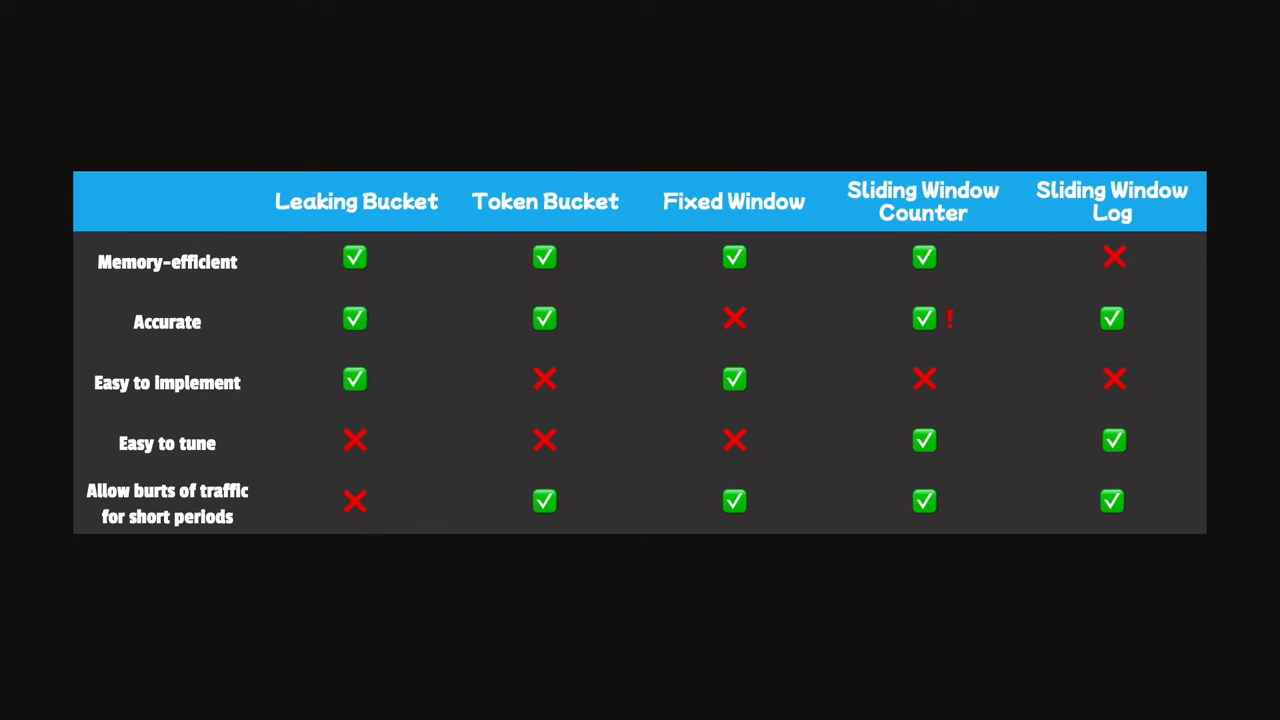 Leaking Bucket Token Bucket Fixed Window Sliding Window Counter Sliding Window Log
Memory-efficient ✅ ✅ ✅ ✅ ❌
Accurate ✅ ✅ ❌ ✅❗ ✅
Easy to implement ✅ ❌ ✅ ❌ ❌
Easy to tune ❌ ❌ ❌ ✅ ✅
Allow burts of traffic
for short periods ❌ ✅ ✅ ✅ ✅